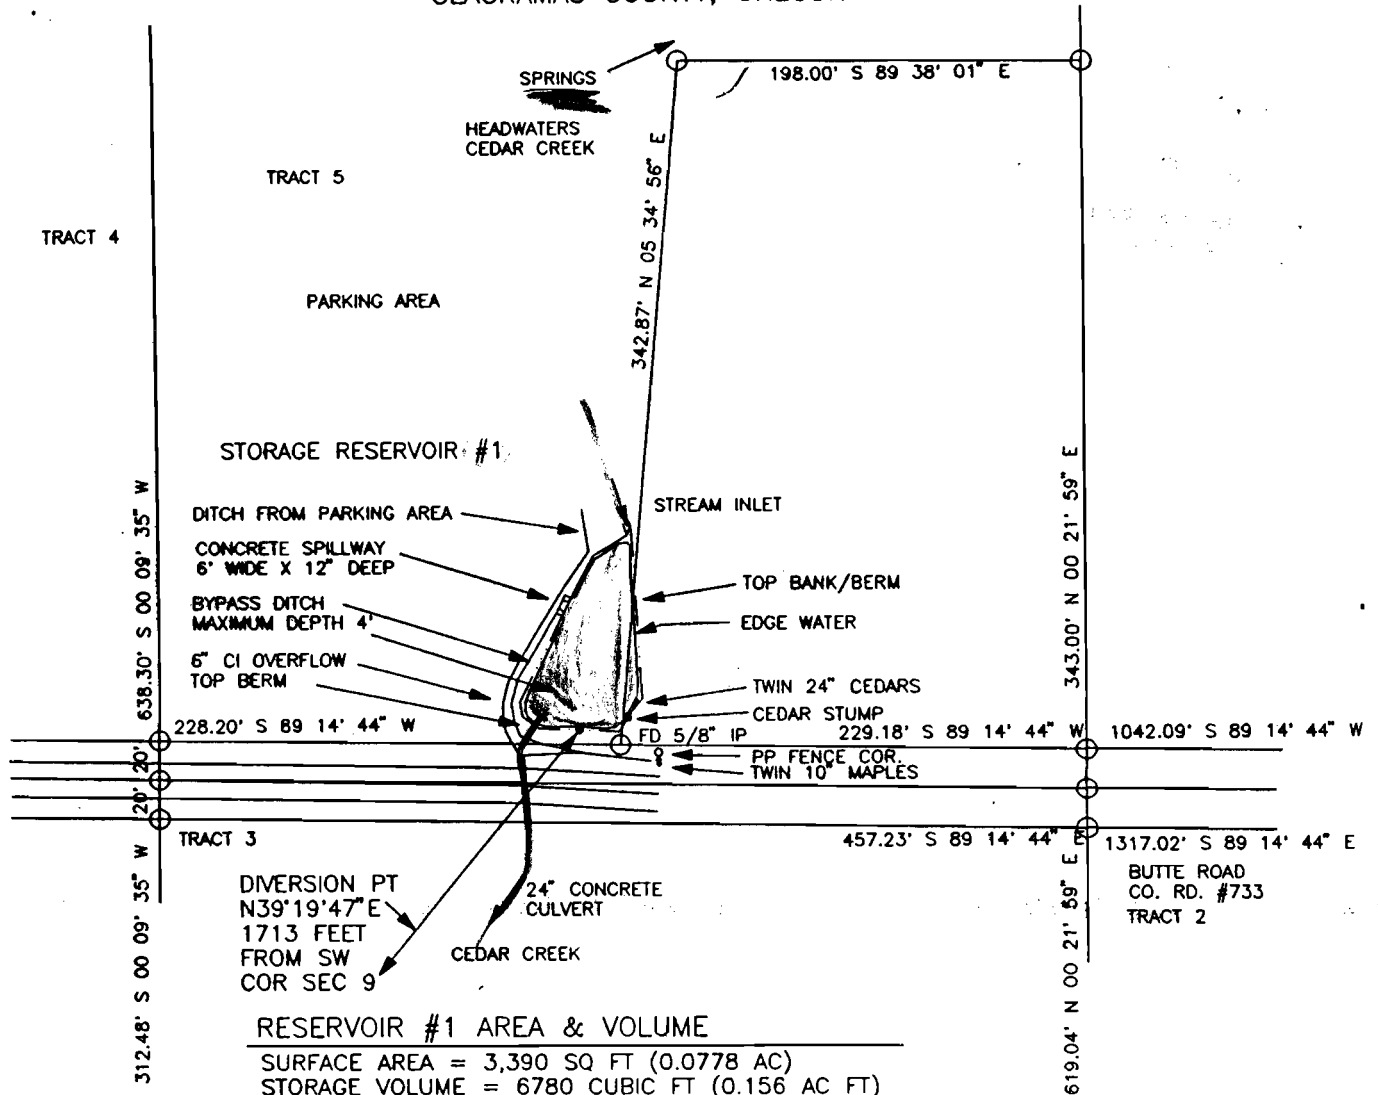 SPRINGS
198.00' S 89 38' 01" E
HEADWATERS
CEDAR CREEK
TRACT 5
TRACT 4
342.87' N 05 34' 56" E
PARKING AREA
STORAGE RESERVOIR #1
STREAM INLET
DITCH FROM PARKING AREA
CONCRETE SPILLWAY
6' WIDE X 12" DEEP
TOP BANK/BERM
BYPASS DITCH
MAXIMUM DEPTH 4'
EDGE WATER
6" CI OVERFLOW
TOP BERM
TWIN 24" CEDARS
CEDAR STUMP
638.30' S 00 09' 35" W
343.00' N 00 21' 59" E
228.20' S 89 14' 44" W
FD 5/8" IP
229.18' S 89 14' 44" W
1042.09' S 89 14' 44" W
PP FENCE COR.
TWIN 10" MAPLES
20'
20'
TRACT 3
457.23' S 89 14' 44" E
1317.02' S 89 14' 44" E
BUTTE ROAD
CO. RD. #733
TRACT 2
DIVERSION PT
N39°19'47"E
1713 FEET
FROM SW
COR SEC 9
24" CONCRETE
CULVERT
CEDAR CREEK
312.48' S 00 09' 35" W
619.04' N 00 21' 59" E
RESERVOIR #1 AREA & VOLUME
SURFACE AREA = 3,390 SQ FT (0.0778 AC)
STORAGE VOLUME = 6780 CUBIC FT (0.156 AC FT)